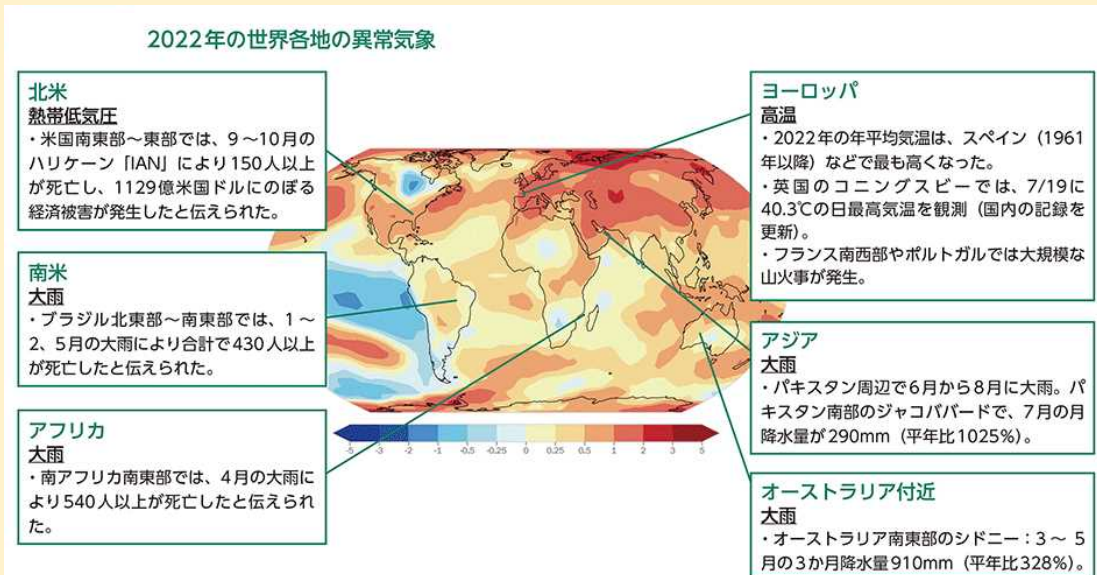 2022年の世界各地の異常気象
北米
熱帯低気圧
・米国南東部～東部では、9～10月の
ハリケーン「IAN」により150人以上
が死亡し、1129億米国ドルにのぼる
経済被害が発生したと伝えられた。
南米
大雨
・ブラジル北東部～南東部では、1～
2、5月の大雨により合計で430人以上
が死亡したと伝えられた。
アフリカ
大雨
・南アフリカ南東部では、4月の大雨に
より540人以上が死亡したと伝えられ
た。
ヨーロッパ
高温
・2022年の年平均気温は、スペイン（1961
年以降）などで最も高くなった。
・英国のコニングスビーでは、7/19に
40.3℃の日最高気温を観測（国内の記録を
更新）。
・フランス南西部やポルトガルでは大規模な
山火事が発生。
アジア
大雨
・パキスタン周辺で6月から8月に大雨。パ
キスタン南部のジャコババードで、7月の月
降水量が290mm（平年比1025%）。
オーストラリア付近
大雨
・オーストラリア南東部のシドニー：3～ 5
月の3か月降水量910mm（平年比328%）。
-5 -3 -2 -1 -0.5 -0.25 0 0.25 0.5 1 2 3 5